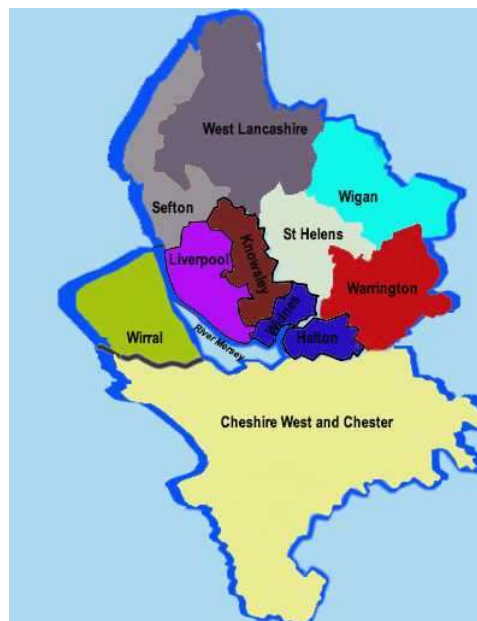 West Lancashire
Wigan
Sefton
St Helens
Knowsley
Liverpool
Warrington
Widnes
Halton
Wirral
River Mersey
Cheshire West and Chester